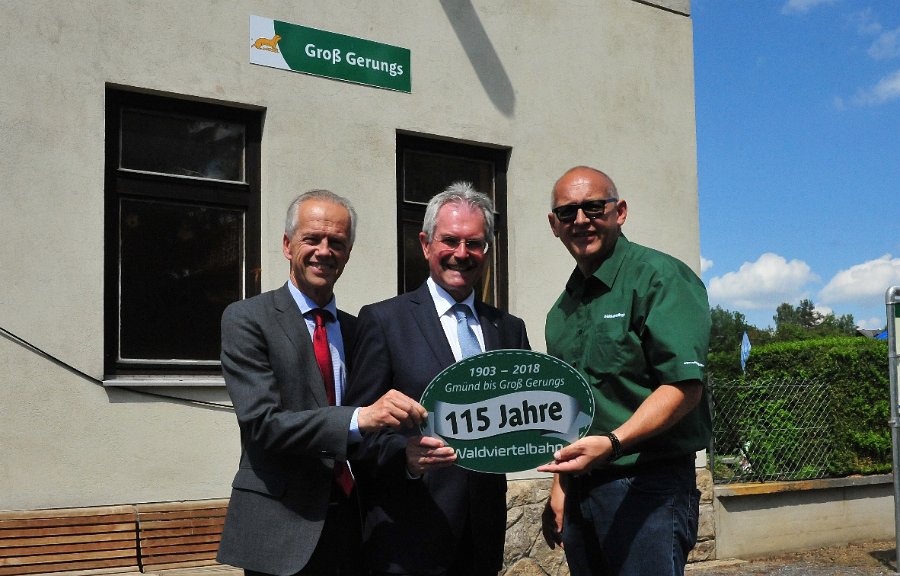 Groß Gerungs
1903 – 2018
Gmünd bis Groß Gerungs
115 Jahre
Waldviertelbahn